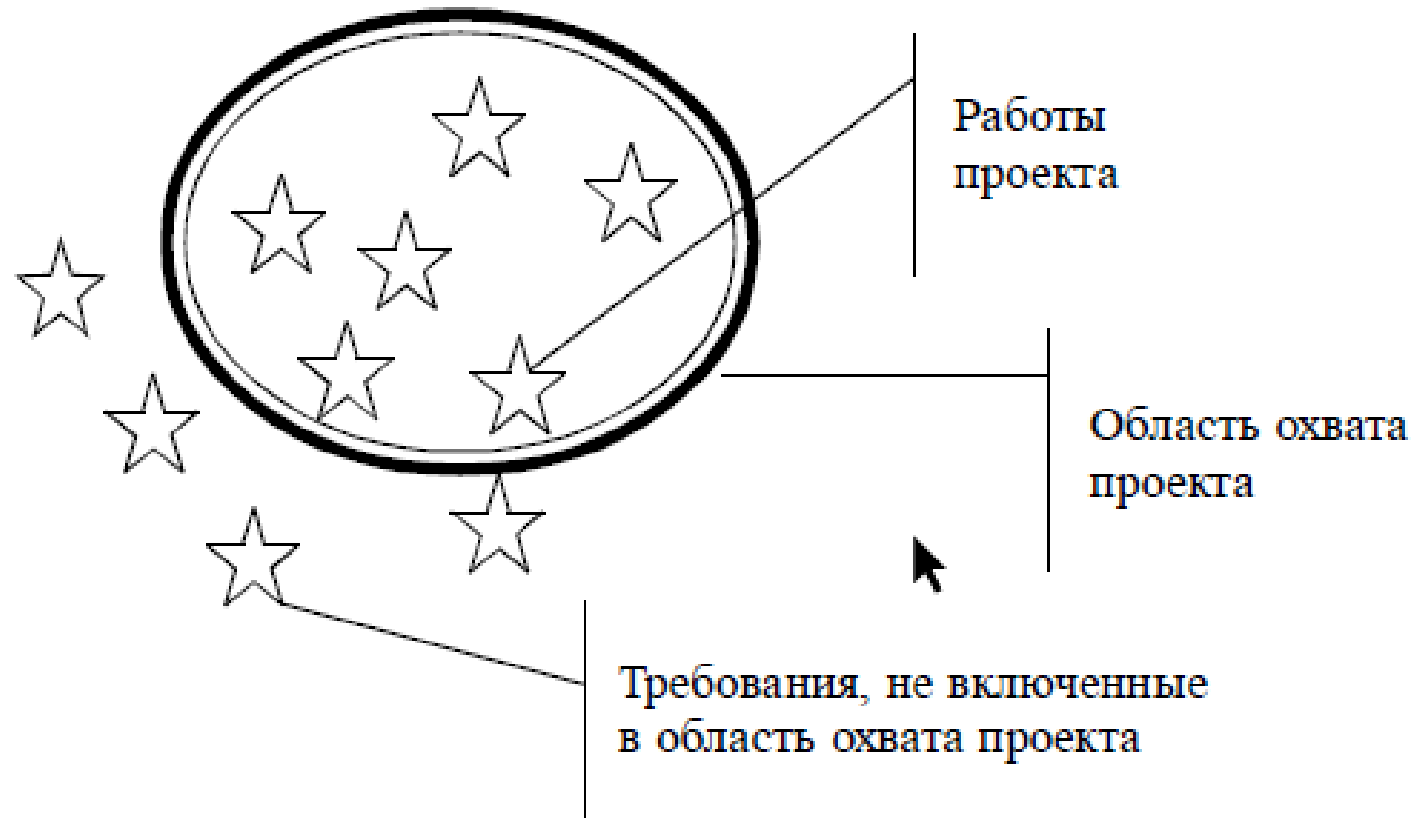 Работы
проекта
Область охвата
проекта
Требования, не включенные
в область охвата проекта